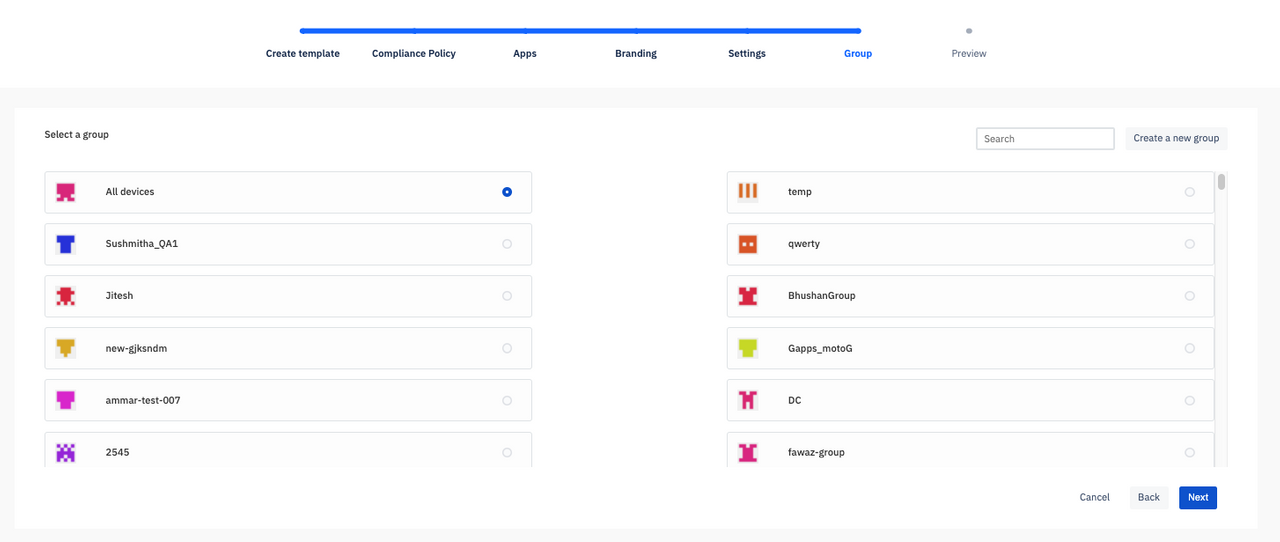 Create template Compliance Policy Apps Branding Settings Group Preview
Select a group
Search
Create a new group
All devices
temp
Sushmitha_QA1
qwerty
Jitesh
BhushanGroup
new-gjksndm
Gapps_motoG
ammar-test-007
DC
2545
fawaz-group
Cancel Back Next